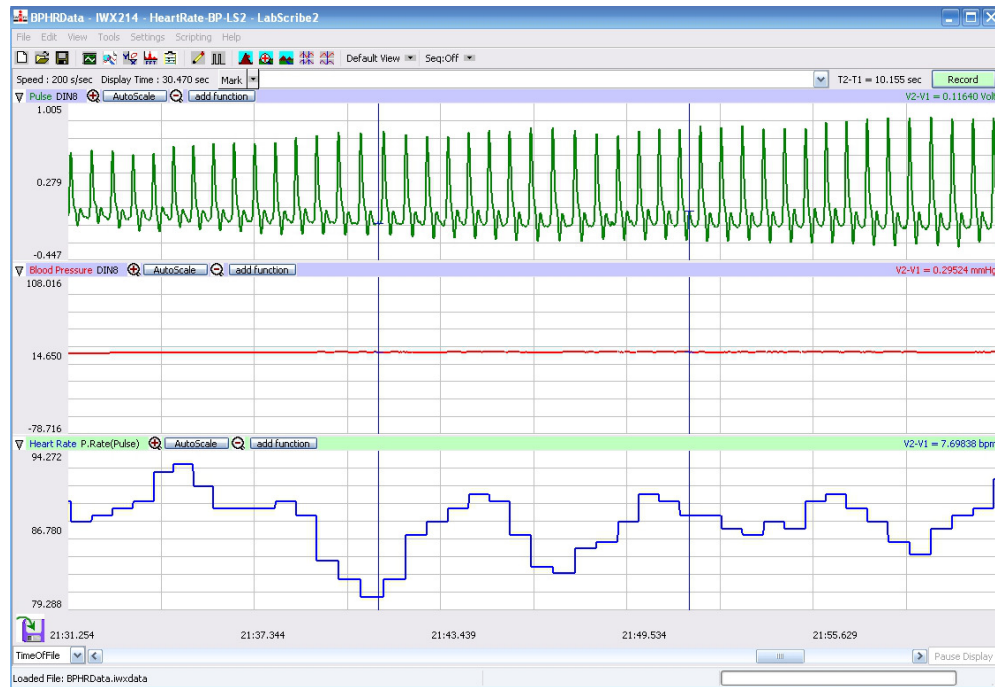 BPHRData - IWX214 - HeartRate-BP-LS2 - LabScribe2
File Edit View Tools Settings Scripting Help
Default View Seq:Off
Speed : 200 s/sec Display Time : 30.470 sec Mark T2-T1 = 10.155 sec Record
Pulse DIN8 AutoScale add function V2-V1 = 0.11640 Volt
1.005
0.279
-0.447
Blood Pressure DIN8 AutoScale add function V2-V1 = 0.29524 mmHg
108.016
14.650
-78.716
Heart Rate P.Rate(Pulse) AutoScale add function V2-V1 = 7.69838 bpm
94.272
86.780
79.288
21:31.254 21:37.344 21:43.439 21:49.534 21:55.629
TimeOfFile Pause Display
Loaded File: BPHRData.iwxdata